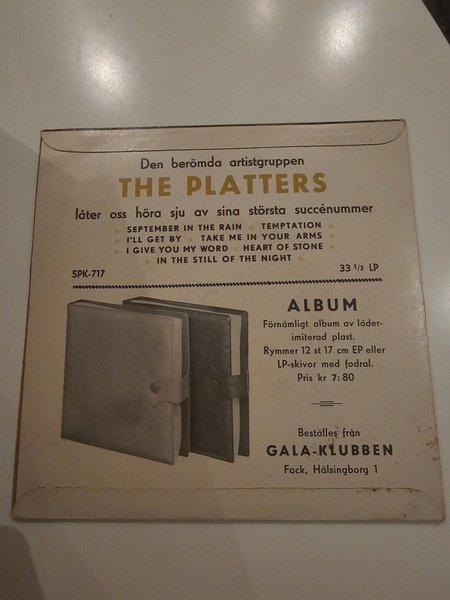 Den berömda artistgruppen
THE PLATTERS
låter oss höra sju av sina största succénummer
SEPTEMBER IN THE RAIN TEMPTATION
I'LL GET BY TAKE ME IN YOUR ARMS
I GIVE YOU MY WORD HEART OF STONE
IN THE STILL OF THE NIGHT
SPK-717 33 1/3 LP
ALBUM
Förnämligt album av läder-
imiterad plast.
Rymmer 12 st 17 cm EP eller
LP-skivor med fodral.
Pris kr 7:80
Beställes från
GALA-KLUBBEN
Fack, Hälsingborg 1